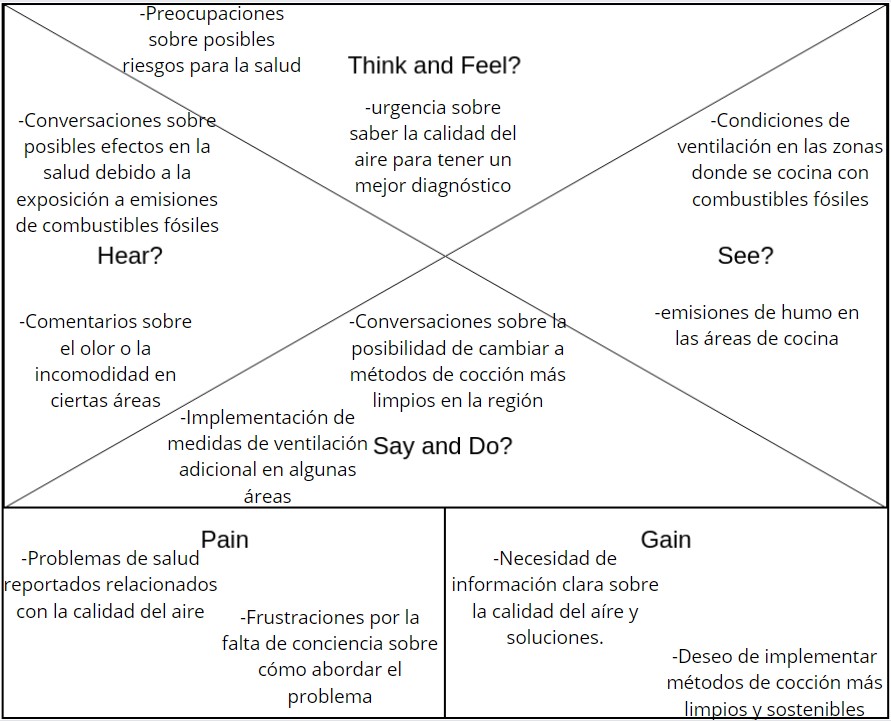 -Preocupaciones
sobre posibles
riesgos para la salud
Think and Feel?
-urgencia sobre
saber la calidad del
aire para tener un
mejor diagnóstico
-Conversaciones sobre
posibles efectos en la
salud debido a la
exposición a emisiones
de combustibles fósiles
Hear?
-Comentarios sobre
el olor o la
incomodidad en
ciertas áreas
-Condiciones de
ventilación en las zonas
donde se cocina con
combustibles fósiles
See?
-emisiones de humo en
las áreas de cocina
-Conversaciones sobre la
posibilidad de cambiar a
métodos de cocción más
limpios en la región
-Implementación de
medidas de ventilación
adicional en algunas
áreas
Say and Do?
Pain
-Problemas de salud
reportados relacionados
con la calidad del aire
-Frustraciones por la
falta de conciencia sobre
cómo abordar el
problema
Gain
-Necesidad de
información clara sobre
la calidad del aíre y
soluciones.
-Deseo de implementar
métodos de cocción más
limpios y sostenibles